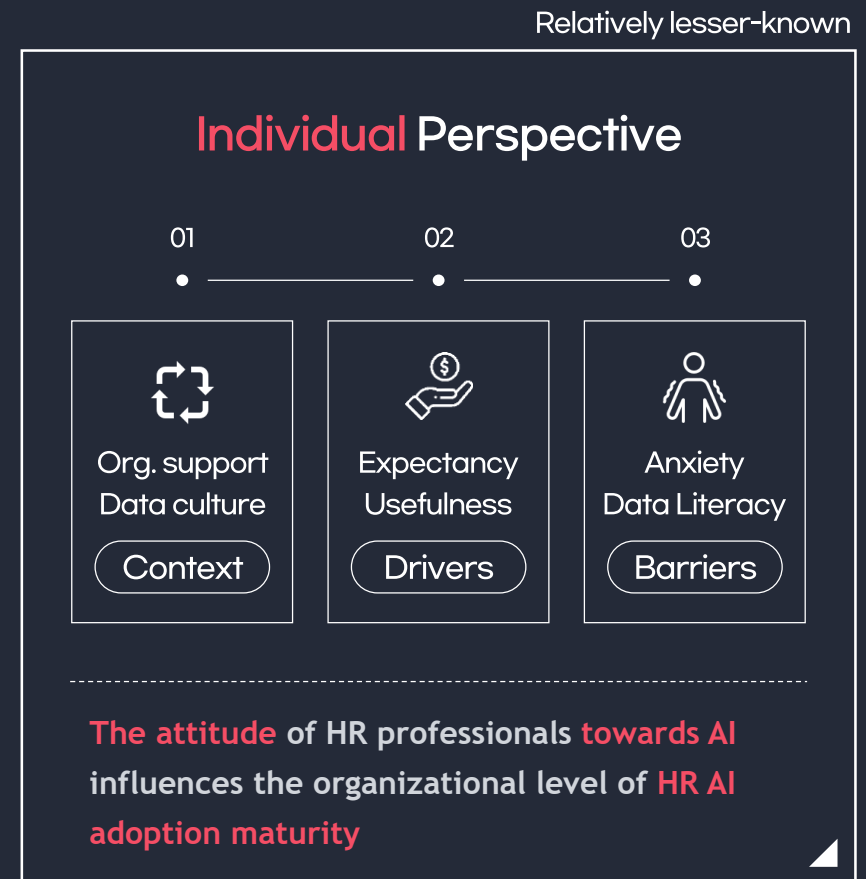 Relatively lesser-known
Individual Perspective
01
02
03
Org. support
Data culture
Context
$
Expectancy
Usefulness
Drivers
Anxiety
Data Literacy
Barriers
The attitude of HR professionals towards AI
influences the organizational level of HR AI
adoption maturity